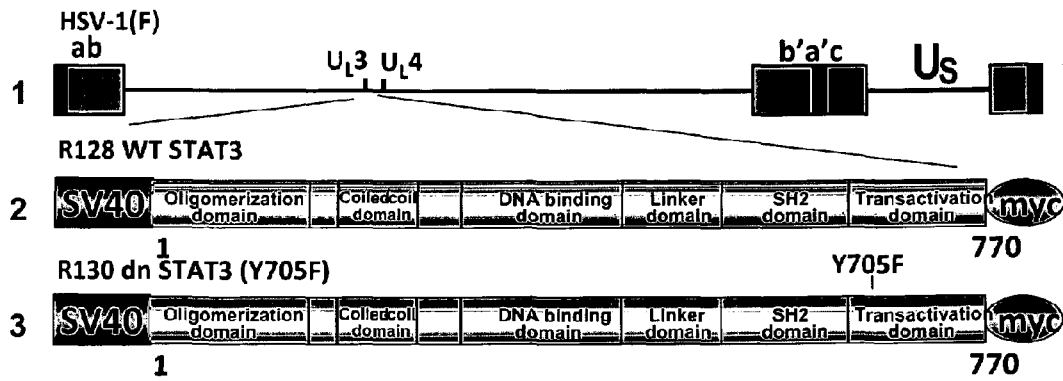 HSV-1(F)
ab
UL3
UL4
b'a'c
US
1
R128 WT STAT3
2
SV40
Oligomerization domain
Coiledcoil domain
DNA binding domain
Linker domain
SH2 domain
Transactivation domain
myc
1
770
R130 dn STAT3 (Y705F)
Y705F
3
SV40
Oligomerization domain
Coiledcoil domain
DNA binding domain
Linker domain
SH2 domain
Transactivation domain
myc
1
770